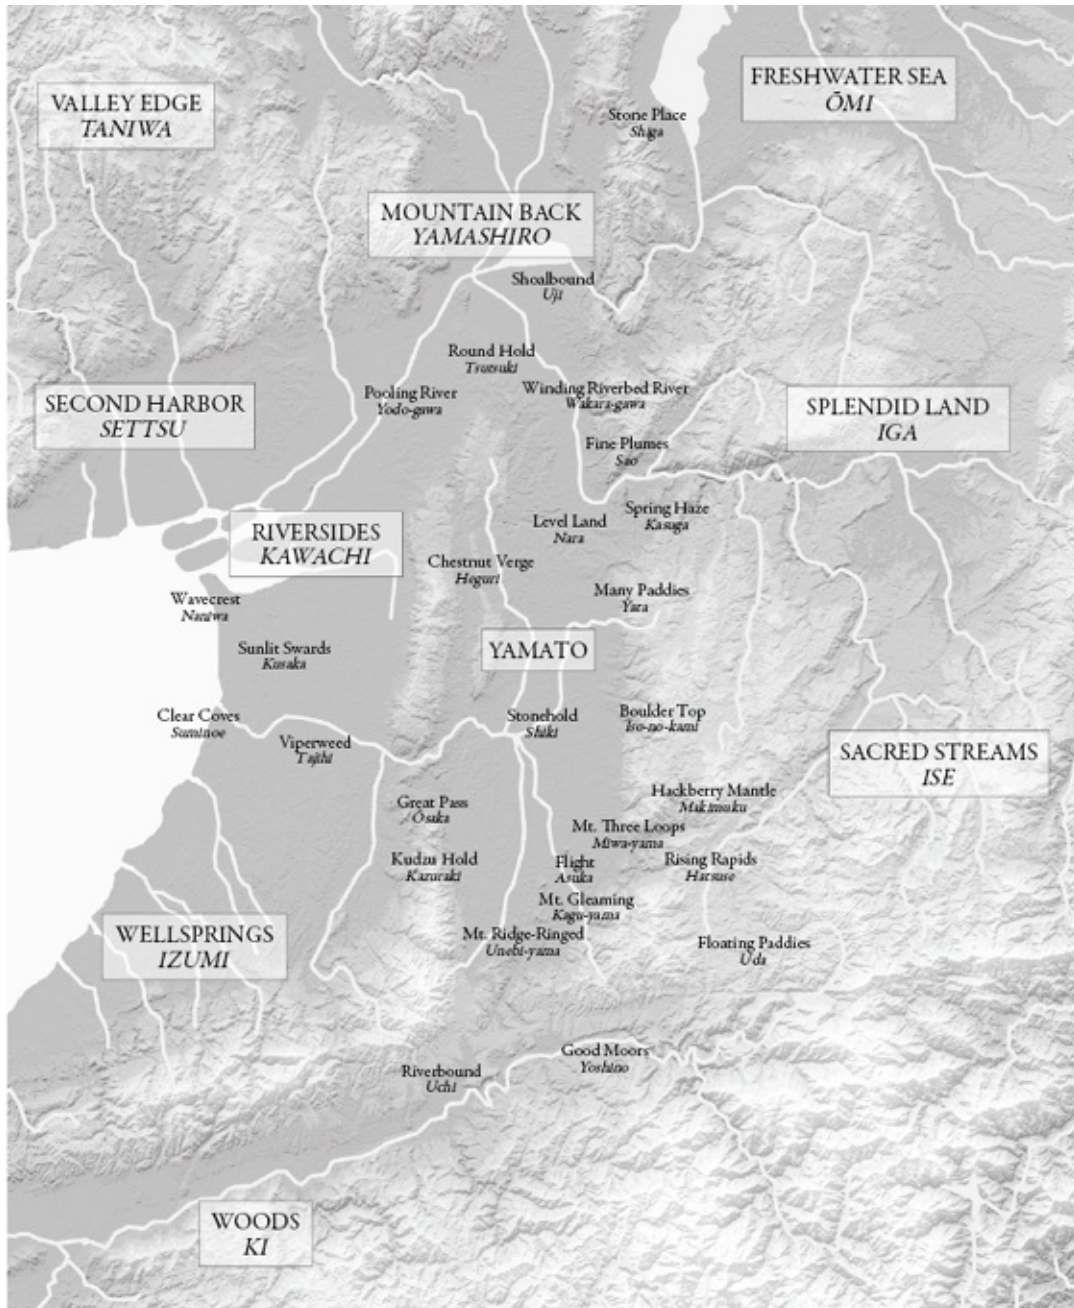 VALLEY EDGE
TANIWA
FRESHWATER SEA
ŌMI
Stone Place
Shiga
MOUNTAIN BACK
YAMASHIRO
Shoalbound
Uji
Round Hold
Tsutsuki
Pooling River
Yodo-gawa
Winding Riverbed River
Wakara-gawa
SECOND HARBOR
SETTSU
SPLENDID LAND
IGA
Fine Plumes
Sao
Spring Haze
Kasuga
Level Land
Nara
RIVERSIDES
KAWACHI
Chestnut Verge
Heguri
Many Paddies
Yata
Wavecrest
Naniwa
Sunlit Swards
Kusaka
YAMATO
Clear Coves
Suminoe
Viperweed
Tajihi
Stonehold
Shiki
Boulder Top
Iso-no-kami
SACRED STREAMS
ISE
Great Pass
Ōsaka
Hackberry Mantle
Makimuku
Mt. Three Loops
Miwa-yama
Kudzu Hold
Kazuraki
Flight
Asuka
Rising Rapids
Hatsuse
Mt. Gleaming
Kagu-yama
WELLSPRINGS
IZUMI
Mt. Ridge-Ringed
Unebi-yama
Floating Paddies
Uda
Good Moors
Yoshino
Riverbound
Uchi
WOODS
KI